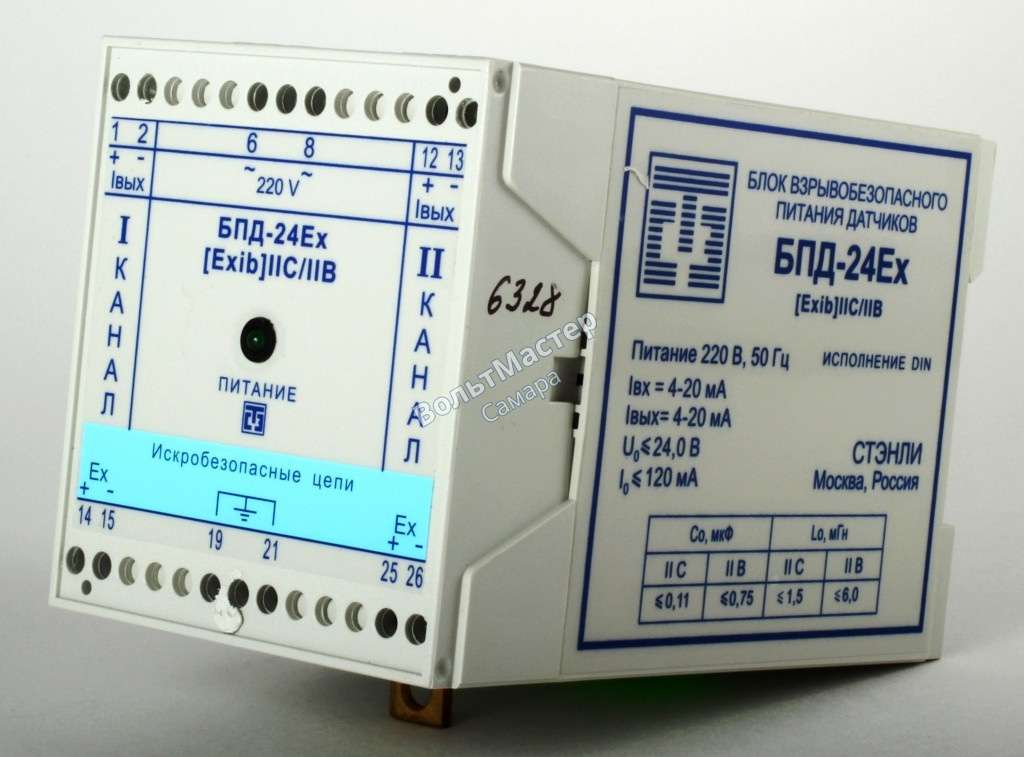 1 2 6 8 12 13
+ - ~ 220 V ~ + -
Iвых Iвых
БПД-24Ex
[Exib]IIC/IIB
I КАНАЛ
II КАНАЛ
ПИТАНИЕ
Искробезопасные цепи
Ex Ex
+ - + -
14 15 19 21 25 26
6328
ВольтМастер
Самара
БЛОК ВЗРЫВОБЕЗОПАСНОГО
ПИТАНИЯ ДАТЧИКОВ
БПД-24Ex
[Exib]IIC/IIB
Питание 220 В, 50 Гц ИСПОЛНЕНИЕ DIN
Iвх = 4-20 мА
Iвых= 4-20 мА
U₀⩽24,0 В СТЭНЛИ
I₀⩽120 мА Москва, Россия
Co, мкФ Lo, мГн
II C II B II C II B
⩽0,11 ⩽0,75 ⩽1,5 ⩽6,0